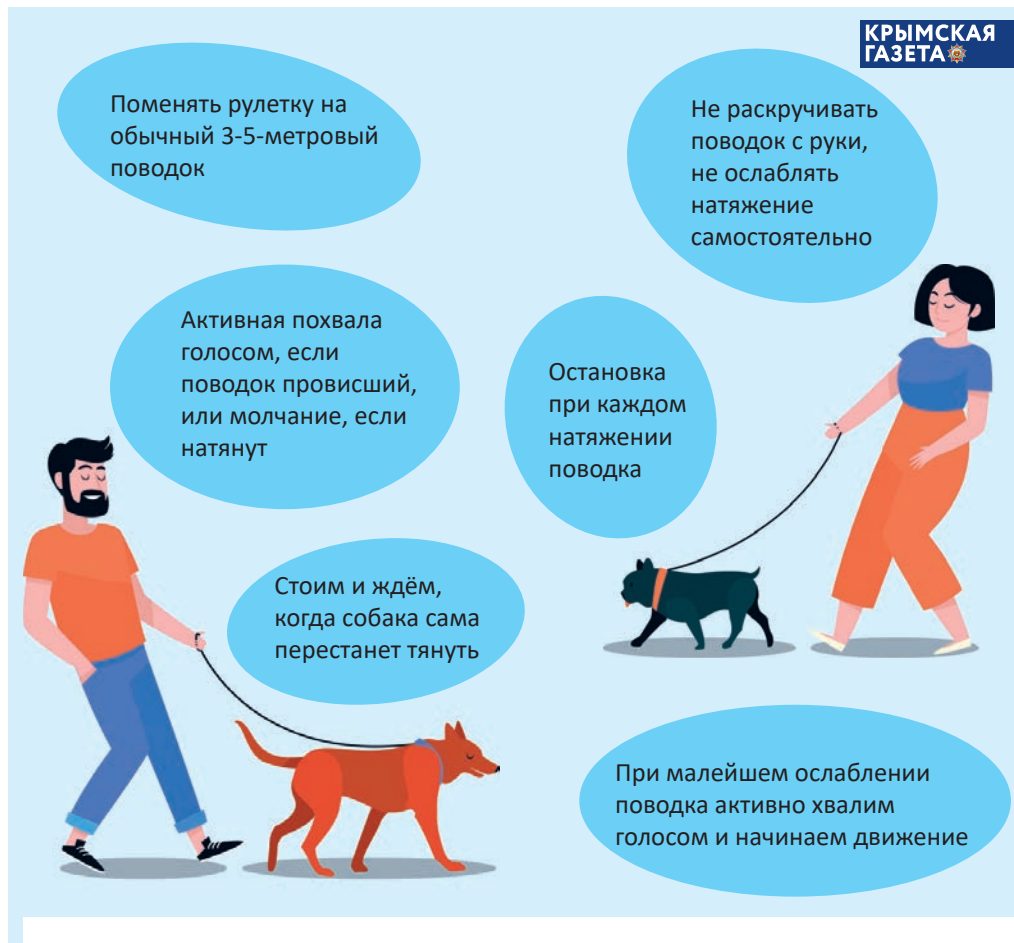 КРЫМСКАЯ
ГАЗЕТА
Поменять рулетку на
обычный 3-5-метровый
поводок
Не раскручивать
поводок с руки,
не ослаблять
натяжение
самостоятельно
Активная похвала
голосом, если
поводок провисший,
или молчание, если
натянут
Остановка
при каждом
натяжении
поводка
Стоим и ждём,
когда собака сама
перестанет тянуть
При малейшем ослаблении
поводка активно хвалим
голосом и начинаем движение